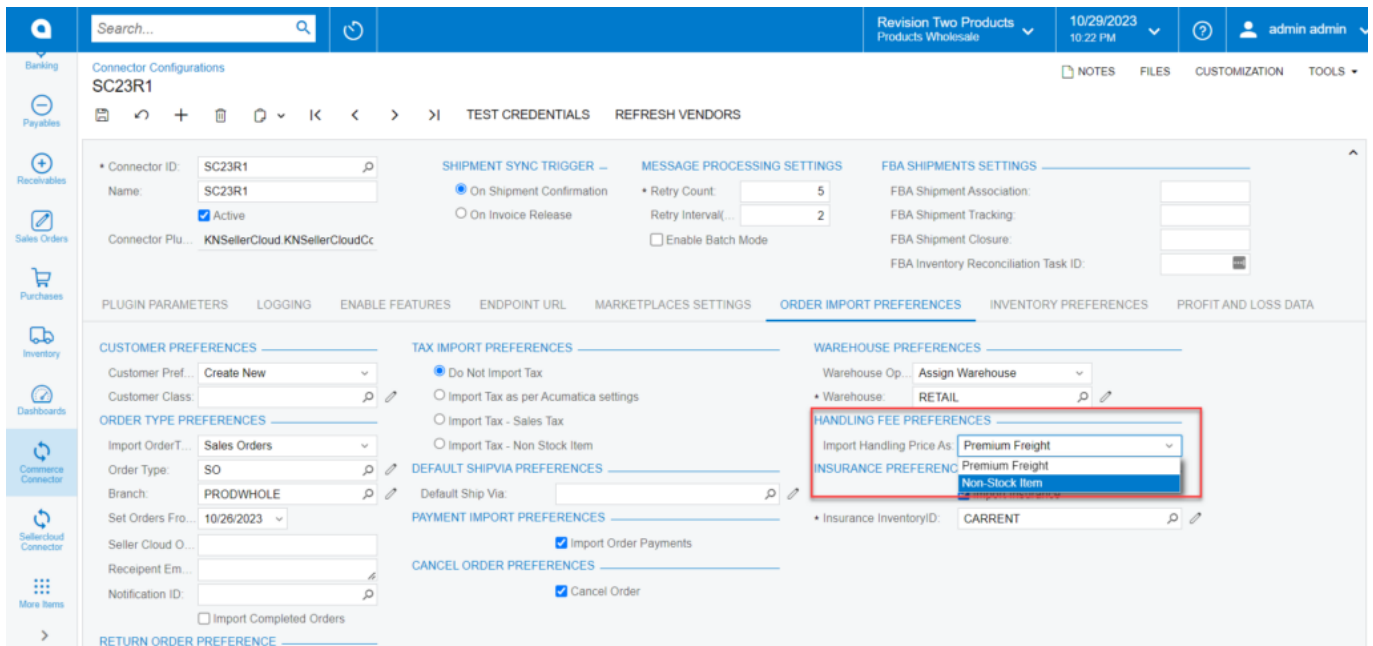 Search...
Revision Two Products
Products Wholesale
10/29/2023
10:22 PM
admin admin
Banking
Payables
Receivables
Sales Orders
Purchases
Inventory
Dashboards
Commerce
Connector
Sellercloud
Connector
More Items
Connector Configurations
SC23R1
NOTES FILES CUSTOMIZATION TOOLS
TEST CREDENTIALS REFRESH VENDORS
* Connector ID: SC23R1
Name: SC23R1
Active
Connector Plu... KNSellerCloud.KNSellerCloudCc
SHIPMENT SYNC TRIGGER
On Shipment Confirmation
On Invoice Release
MESSAGE PROCESSING SETTINGS
* Retry Count: 5
Retry Interval(... 2
Enable Batch Mode
FBA SHIPMENTS SETTINGS
FBA Shipment Association:
FBA Shipment Tracking:
FBA Shipment Closure:
FBA Inventory Reconciliation Task ID:
PLUGIN PARAMETERS LOGGING ENABLE FEATURES ENDPOINT URL MARKETPLACES SETTINGS ORDER IMPORT PREFERENCES INVENTORY PREFERENCES PROFIT AND LOSS DATA
CUSTOMER PREFERENCES
Customer Pref... Create New
Customer Class:
ORDER TYPE PREFERENCES
Import OrderT... Sales Orders
Order Type: SO
Branch: PRODWHOLE
Set Orders Fro... 10/26/2023
Seller Cloud O...
Receipent Em...
Notification ID:
Import Completed Orders
RETURN ORDER PREFERENCE
TAX IMPORT PREFERENCES
Do Not Import Tax
Import Tax as per Acumatica settings
Import Tax - Sales Tax
Import Tax - Non Stock Item
DEFAULT SHIPVIA PREFERENCES
Default Ship Via:
PAYMENT IMPORT PREFERENCES
Import Order Payments
CANCEL ORDER PREFERENCES
Cancel Order
WAREHOUSE PREFERENCES
Warehouse Op... Assign Warehouse
* Warehouse: RETAIL
HANDLING FEE PREFERENCES
Import Handling Price As: Premium Freight
Premium Freight
INSURANCE PREFERENC
Non-Stock Item
Import Insurance
* Insurance InventoryID: CARRENT